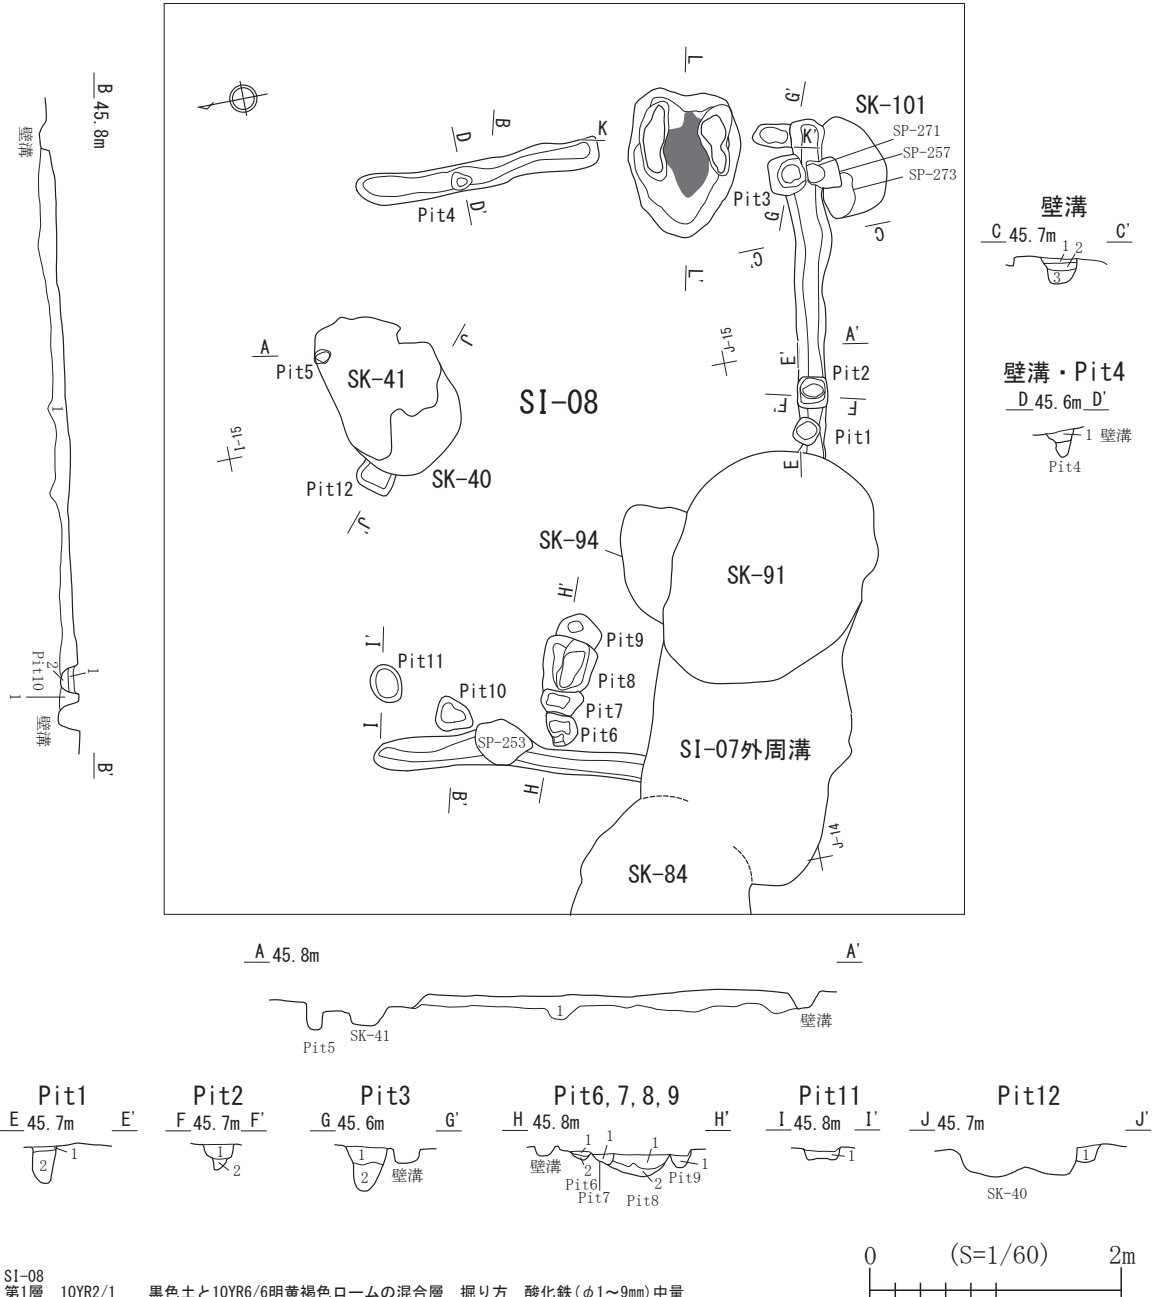 B 45.8m
壁溝
1
Pit10
2
1
1
壁溝
B'
L
G'
SK-101
D
B
K
K'
SP-271
SP-257
SP-273
Pit3
Pit4
D'
G
C
C'
L'
壁溝
C 45.7m C'
1 2
3
A
Pit5
SK-41
J
SI-08
J-15
E'
A'
Pit2
F' F
Pit1
E
壁溝・Pit4
D 45.6m D'
1 壁溝
Pit4
I-15
Pit12
SK-40
J'
SK-94
SK-91
H'
Pit9
I'
Pit11
Pit8
Pit10
Pit7
I
SP-253
Pit6
SI-07外周溝
B'
H
J-14
SK-84
A 45.8m A'
1
Pit5
SK-41
壁溝
Pit1
E 45.7m E'
1
2
Pit2
F 45.7m F'
1
2
Pit3
G 45.6m G'
1
2
壁溝
Pit6,7,8,9
H 45.8m H'
1 1 1
壁溝 2 2 1
Pit6 Pit9
Pit7 Pit8
Pit11
I 45.8m I'
1
Pit12
J 45.7m J'
1
SK-40
0 (S=1/60) 2m
SI-08
第1層 10YR2/1 黒色土と10YR6/6明黄褐色ロームの混合層 掘り方 酸化鉄(φ1～9mm)中量